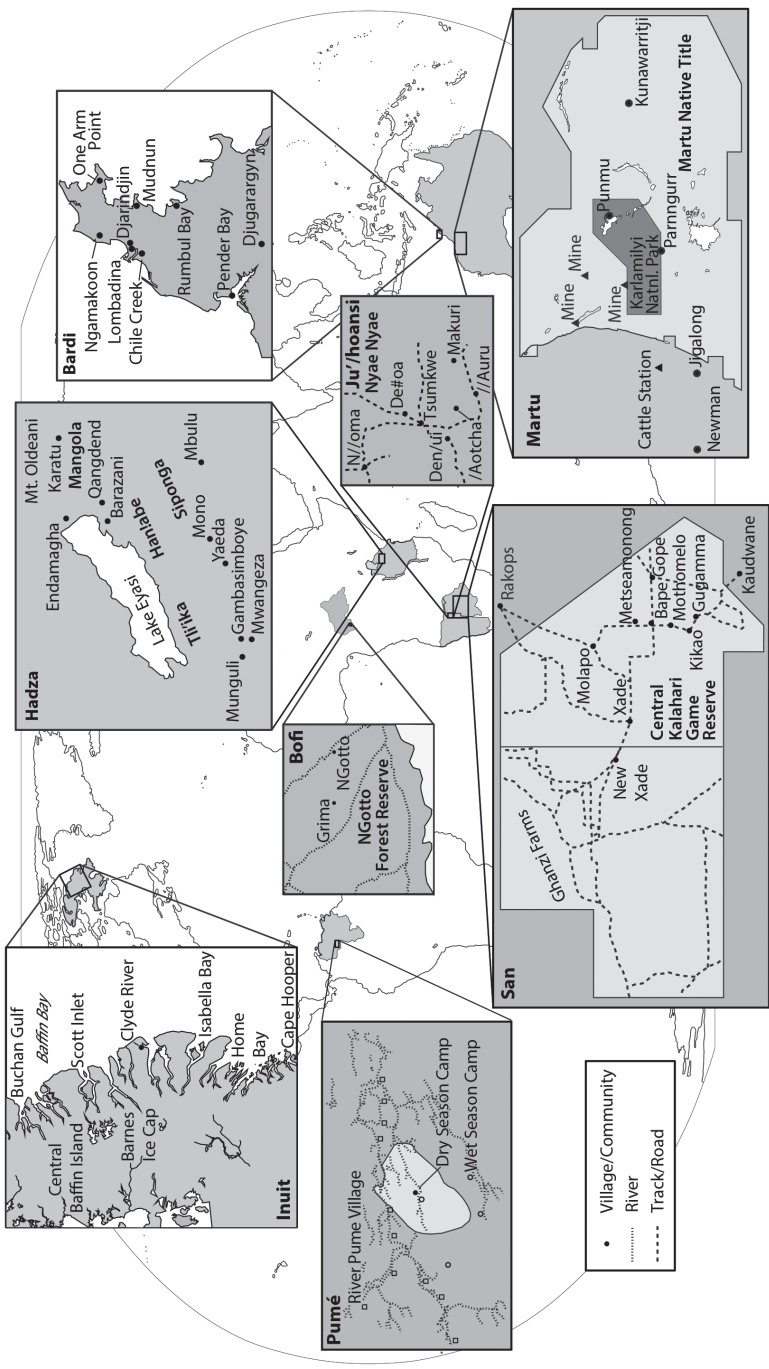 Inuit
Buchan Gulf
Baffin Bay
Scott Inlet
Clyde River
Isabella Bay
Home
Bay
Cape Hooper
Central
Baffin Island
Barnes
Ice Cap
Hadza
Mt. Oldeani
Karatu
Mangola
Qangdend
Barazani
Endamagha
Lake Eyasi
Haniabe
Siponga
Mbulu
Mono
Yaeda
Tli'ika
Gambasimboye
Mwangeza
Munguli
Bardi
One Arm
Point
Ngamakoon
Djarindjin
Lombadina
Mudnun
Chile Creek
Rumbul Bay
Pender Bay
Djugarargyn
Bofi
Grima
NGotto
NGotto
Forest Reserve
Ju'/hoansi
Nyae Nyae
N//oma
De#oa
Tsumkwe
Makuri
Den/ui
//Auru
//Aotcha
Pumé
River Pume Village
Dry Season Camp
Wet Season Camp
San
Rakops
Ghanzi Farms
Metseamonong
Molapo
Bape
Gope
Mothomelo
Xade
Gugamma
Kikao
Kaudwane
New
Xade
Central
Kalahari
Game
Reserve
Martu
Mine
Mine
Mine
Punmu
Kunawarritji
Karlamilyi
Natnl. Park
Parnngurr
Martu Native Title
Cattle Station
Jigalong
Newman
Village/Community
River
Track/Road